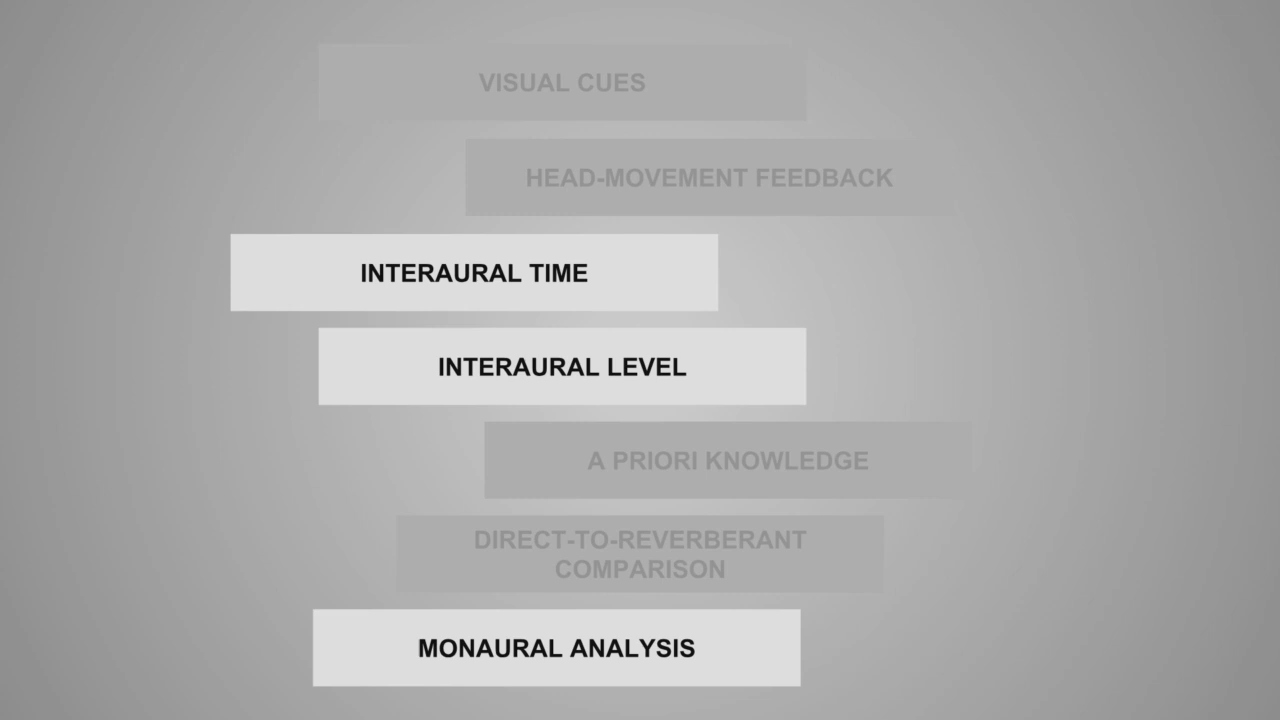 VISUAL CUES
HEAD-MOVEMENT FEEDBACK
INTERAURAL TIME
INTERAURAL LEVEL
A PRIORI KNOWLEDGE
DIRECT-TO-REVERBERANT
COMPARISON
MONAURAL ANALYSIS